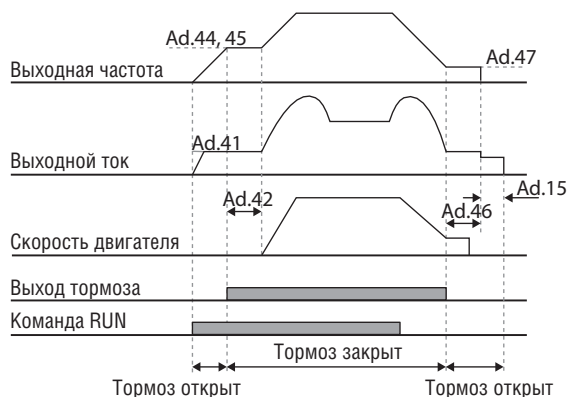 Ad.44, 45
Ad.47
Выходная частота
Ad.41
Выходной ток
Ad.42
Ad.15
Ad.46
Скорость двигателя
Выход тормоза
Команда RUN
Тормоз закрыт
Тормоз открыт
Тормоз открыт